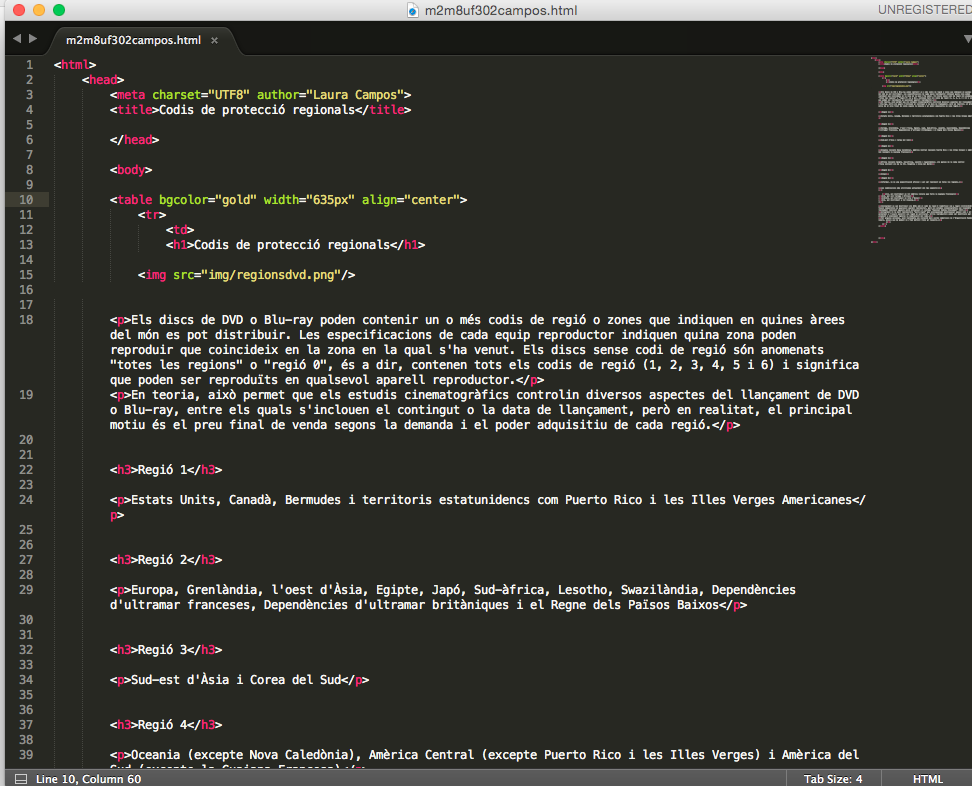 m2m8uf302campos.html
UNREGISTERED
m2m8uf302campos.html ×
1 <html>
2 <head>
3 <meta charset="UTF8" author="Laura Campos">
4 <title>Codis de protecció regionals</title>
5
6 </head>
7
8 <body>
9
10 <table bgcolor="gold" width="635px" align="center">
11 <tr>
12 <td>
13 <h1>Codis de protecció regionals</h1>
14
15 <img src="img/regionsdvd.png"/>
16
17
18 <p>Els discs de DVD o Blu-ray poden contenir un o més codis de regió o zones que indiquen en quines àrees
del món es pot distribuir. Les especificacions de cada equip reproductor indiquen quina zona poden
reproduir que coincideix en la zona en la qual s'ha venut. Els discs sense codi de regió són anomenats
"totes les regions" o "regió 0", és a dir, contenen tots els codis de regió (1, 2, 3, 4, 5 i 6) i significa
que poden ser reproduïts en qualsevol aparell reproductor.</p>
19 <p>En teoria, això permet que els estudis cinematogràfics controlin diversos aspectes del llançament de DVD
o Blu-ray, entre els quals s'inclouen el contingut o la data de llançament, però en realitat, el principal
motiu és el preu final de venda segons la demanda i el poder adquisitiu de cada regió.</p>
20
21
22 <h3>Regió 1</h3>
23
24 <p>Estats Units, Canadà, Bermudes i territoris estatunidencs com Puerto Rico i les Illes Verges Americanes</
p>
25
26
27 <h3>Regió 2</h3>
28
29 <p>Europa, Grenlàndia, l'oest d'Àsia, Egipte, Japó, Sud-àfrica, Lesotho, Swazilàndia, Dependències
d'ultramar franceses, Dependències d'ultramar britàniques i el Regne dels Països Baixos</p>
30
31
32 <h3>Regió 3</h3>
33
34 <p>Sud-est d'Àsia i Corea del Sud</p>
35
36
37 <h3>Regió 4</h3>
38
39 <p>Oceania (excepte Nova Caledònia), Amèrica Central (excepte Puerto Rico i les Illes Verges) i Amèrica del
Line 10, Column 60
Tab Size: 4
HTML